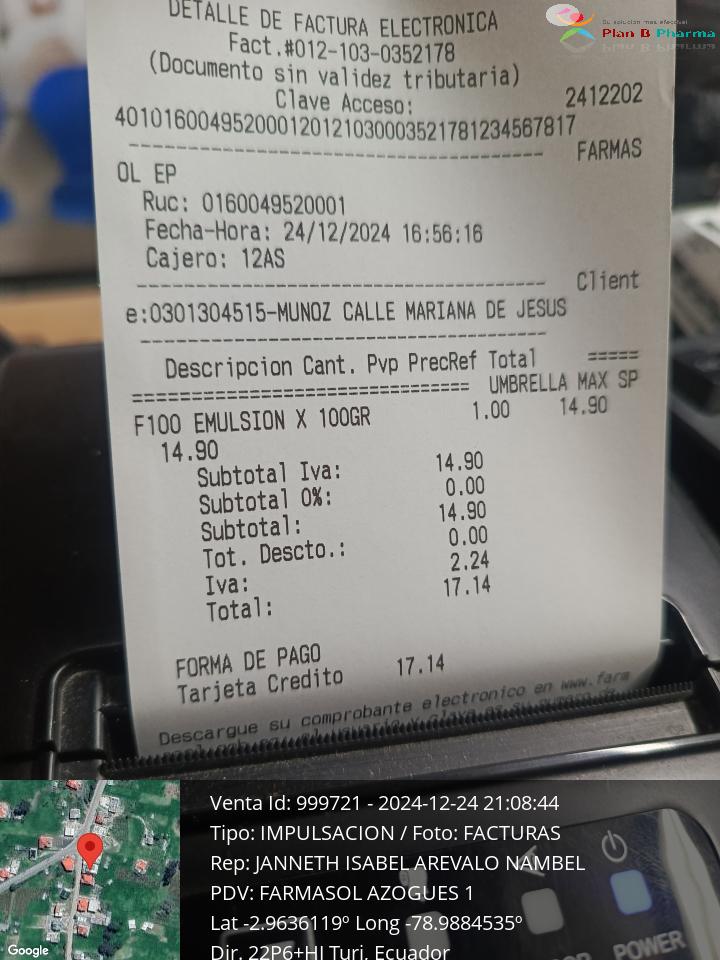 Su solucion mas efectiva!
Plan B Pharma
DETALLE DE FACTURA ELECTRONICA
Fact.#012-103-0352178
(Documento sin validez tributaria)
Clave Acceso: 2412202
401016004952000120121030003521781234567817
---------------------------------- FARMAS
OL EP
Ruc: 0160049520001
Fecha-Hora: 24/12/2024 16:56:16
Cajero: 12AS
---------------------------------- Client
e:0301304515-MUNOZ CALLE MARIANA DE JESUS
----------------------------------
Descripcion Cant. Pvp PrecRef Total =====
============================== UMBRELLA MAX SP
F100 EMULSION X 100GR 1.00 14.90
14.90
Subtotal Iva: 14.90
Subtotal 0%: 0.00
Subtotal: 14.90
Tot. Descto.: 0.00
Iva: 2.24
Total: 17.14
FORMA DE PAGO
Tarjeta Credito 17.14
Descargue su comprobante electronico en www.farm
Google
Venta Id: 999721 - 2024-12-24 21:08:44
Tipo: IMPULSACION / Foto: FACTURAS
Rep: JANNETH ISABEL AREVALO NAMBEL
PDV: FARMASOL AZOGUES 1
Lat -2.9636119º Long -78.9884535º
Dir. 22P6+HJ Turi, Ecuador
POWER